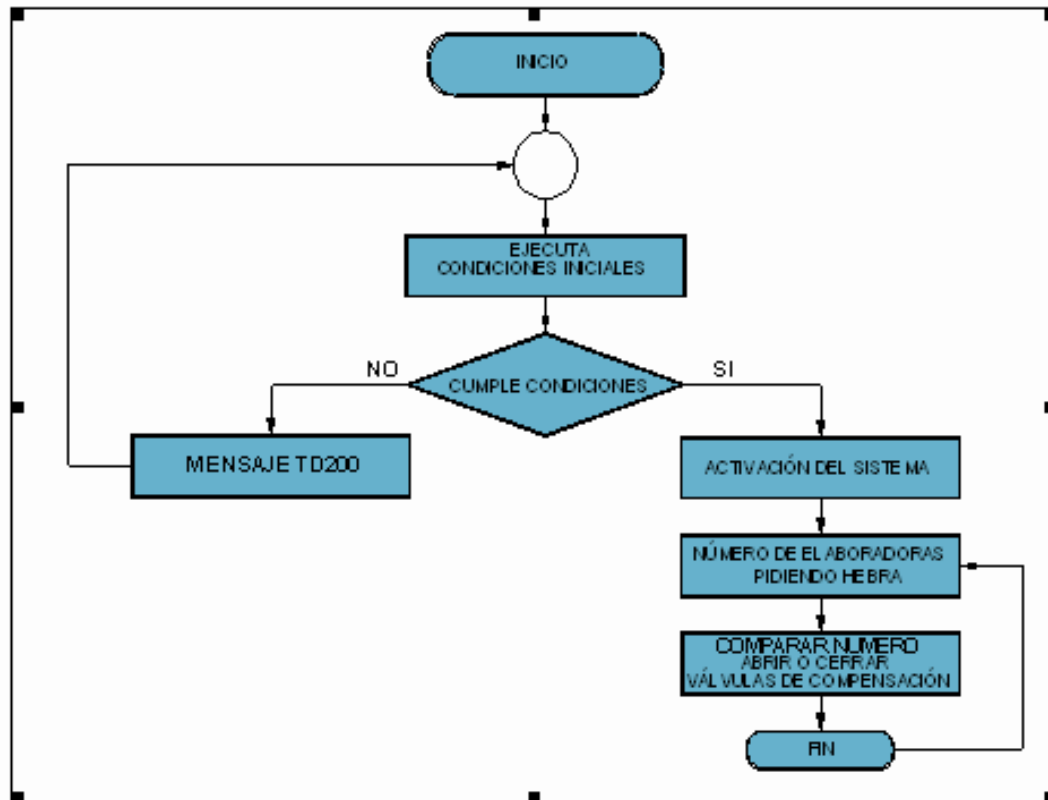 INICIO
EJECUTA
CONDICIONES INICIALES
NO
CUMPLE CONDICIONES
SI
MENSAJE TD200
ACTIVACIÓN DEL SISTEMA
NÚMERO DE ELABORADORAS
PIDIENDO HEBRA
COMPARAR NUMERO
ABRIR O CERRAR
VÁLVULAS DE COMPENSACIÓN
FIN